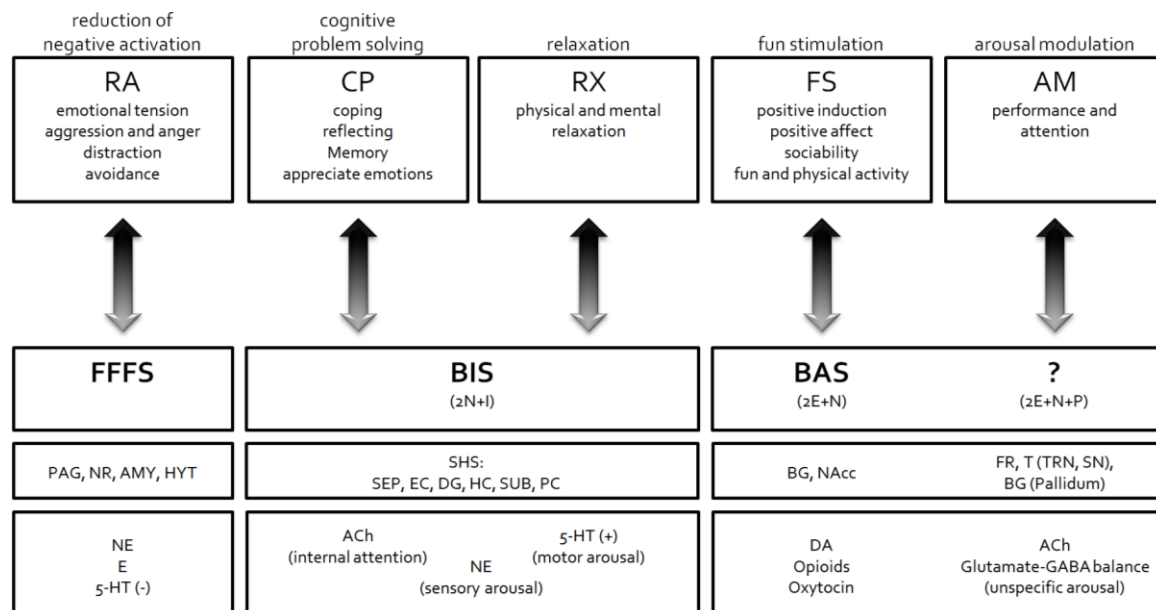 reduction of
negative activation
cognitive
problem solving
relaxation
fun stimulation
arousal modulation
RA
emotional tension
aggression and anger
distraction
avoidance
CP
coping
reflecting
Memory
appreciate emotions
RX
physical and mental
relaxation
FS
positive induction
positive affect
sociability
fun and physical activity
AM
performance and
attention
FFFS
BIS
(2N+I)
BAS
(2E+N)
?
(2E+N+P)
PAG, NR, AMY, HYT
SHS:
SEP, EC, DG, HC, SUB, PC
BG, NAcc
FR, T (TRN, SN),
BG (Pallidum)
NE
E
5-HT (-)
ACh
(internal attention)
5-HT (+)
(motor arousal)
NE
(sensory arousal)
DA
Opioids
Oxytocin
ACh
Glutamate-GABA balance
(unspecific arousal)